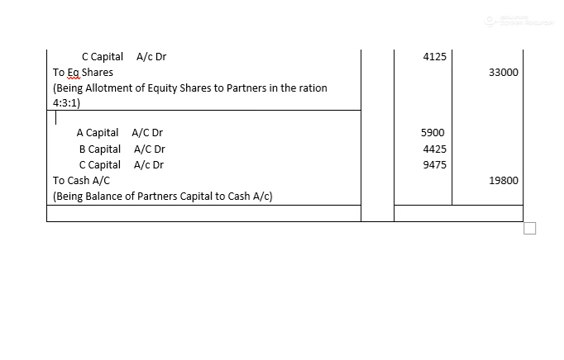 C Capital A/c Dr 4125
To Eq Shares 33000
(Being Allotment of Equity Shares to Partners in the ration
4:3:1)
A Capital A/C Dr 5900
B Capital A/C Dr 4425
C Capital A/c Dr 9475
To Cash A/C 19800
(Being Balance of Partners Capital to Cash A/c)